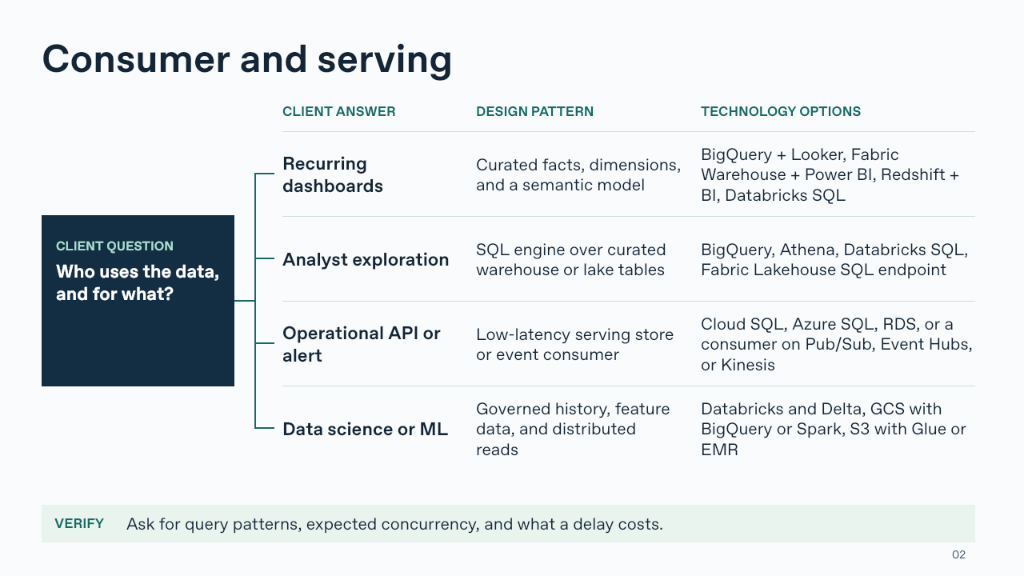 Consumer and serving
CLIENT ANSWER
DESIGN PATTERN
TECHNOLOGY OPTIONS
CLIENT QUESTION
Who uses the data,
and for what?
Recurring
dashboards
Curated facts, dimensions,
and a semantic model
BigQuery + Looker, Fabric
Warehouse + Power BI, Redshift +
BI, Databricks SQL
Analyst exploration
SQL engine over curated
warehouse or lake tables
BigQuery, Athena, Databricks SQL,
Fabric Lakehouse SQL endpoint
Operational API or
alert
Low-latency serving store
or event consumer
Cloud SQL, Azure SQL, RDS, or a
consumer on Pub/Sub, Event Hubs,
or Kinesis
Data science or ML
Governed history, feature
data, and distributed
reads
Databricks and Delta, GCS with
BigQuery or Spark, S3 with Glue or
EMR
VERIFY Ask for query patterns, expected concurrency, and what a delay costs.
02